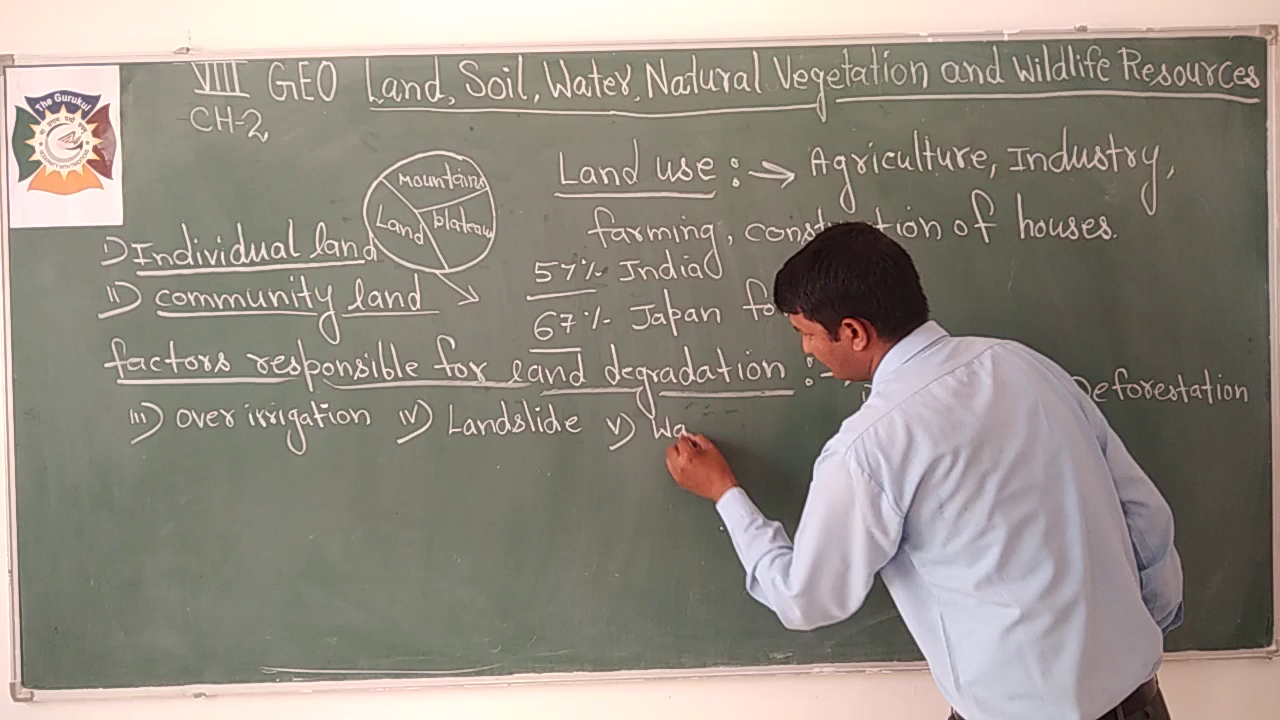 VIII GEO Land, Soil, Water, Natural Vegetation and Wildlife Resources
CH-2
The Gurukul
Mountains
Land
plateau
Land use :→ Agriculture, Industry,
farming, of houses.
i) Individual land
57% India
ii) community land
67% Japan
factors responsible for land degradation :-
Deforestation
iii) over irrigation iv) Landslide v) Wa